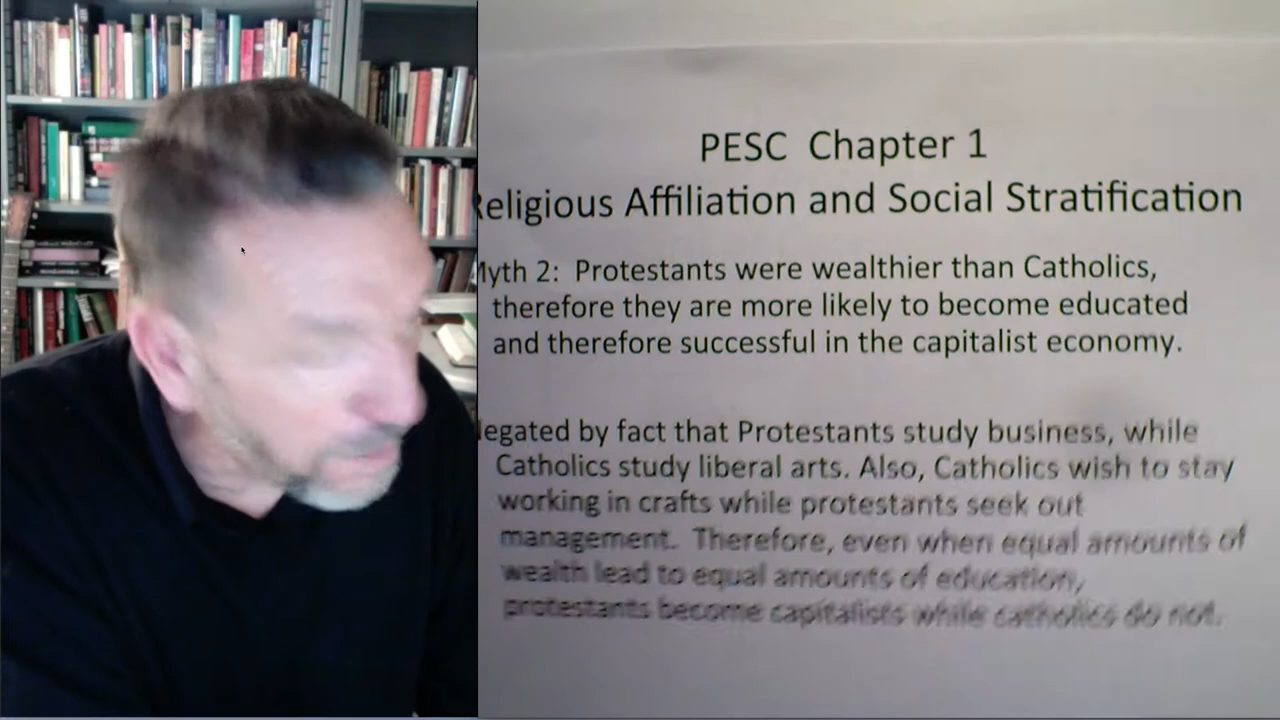 PESC Chapter 1
Religious Affiliation and Social Stratification
Myth 2: Protestants were wealthier than Catholics,
therefore they are more likely to become educated
and therefore successful in the capitalist economy.
Negated by fact that Protestants study business, while
Catholics study liberal arts. Also, Catholics wish to stay
working in crafts while protestants seek out
management. Therefore, even when equal amounts of
wealth lead to equal amounts of education,
protestants become capitalists while catholics do not.